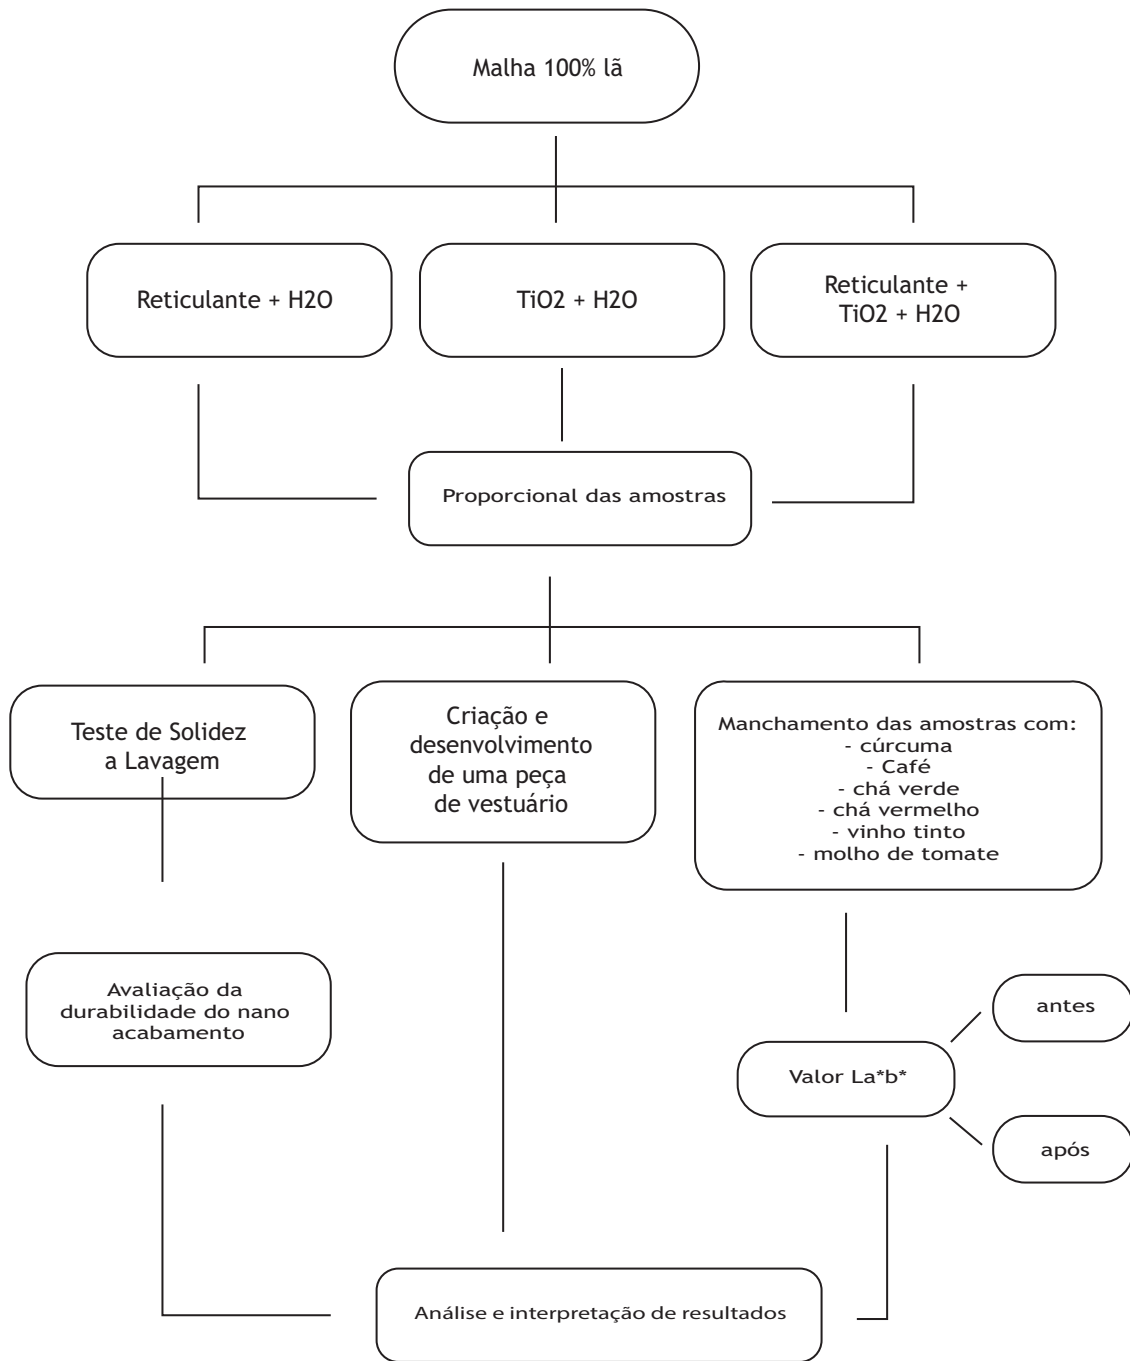 Malha 100% lã
Reticulante + H2O
TiO2 + H2O
Reticulante +
TiO2 + H2O
Proporcional das amostras
Teste de Solidez
a Lavagem
Criação e
desenvolvimento
de uma peça
de vestuário
Manchamento das amostras com:
- cúrcuma
- Café
- chá verde
- chá vermelho
- vinho tinto
- molho de tomate
Avaliação da
durabilidade do nano
acabamento
antes
Valor La*b*
após
Análise e interpretação de resultados